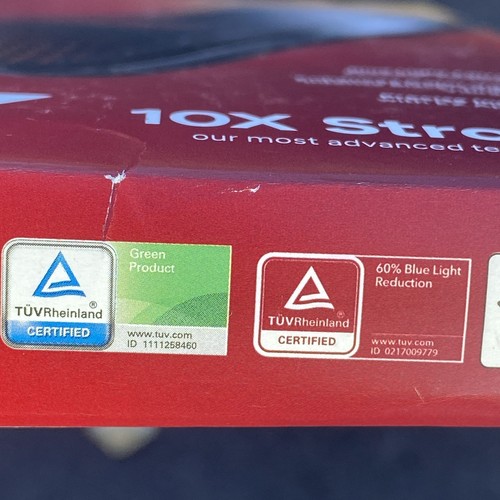 10X Stro
our most advanced te
Green
Product
TÜVRheinland®
CERTIFIED
www.tuv.com
ID 1111258460
60% Blue Light
Reduction
TÜVRheinland®
CERTIFIED
www.tuv.com
ID 0217009779